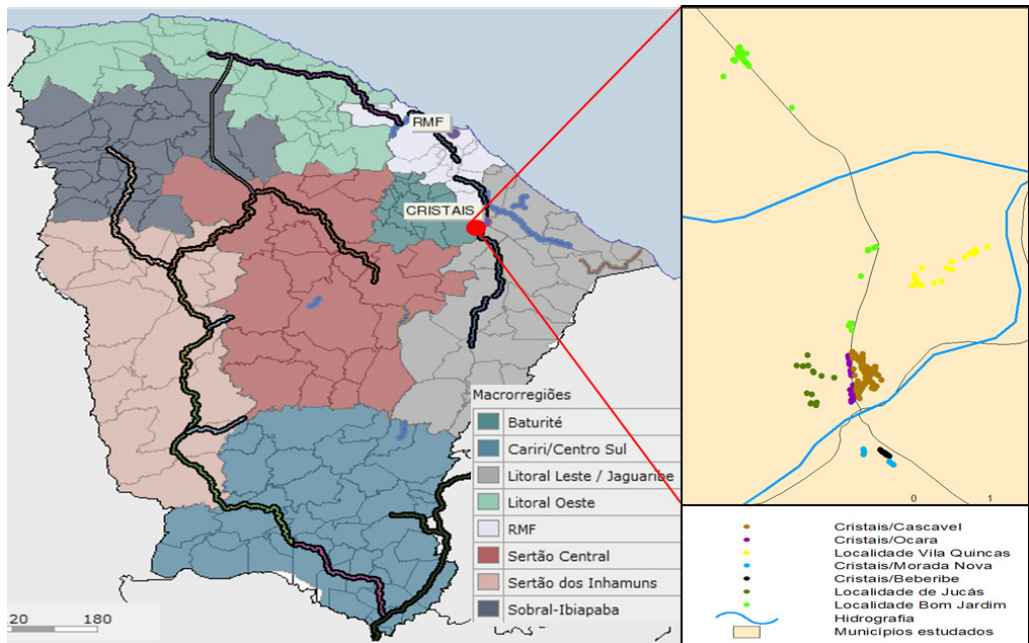 RMF
CRISTAIS
Macrorregiões
Baturité
Cariri/Centro Sul
Litoral Leste / Jaguaribe
Litoral Oeste
RMF
Sertão Central
Sertão dos Inhamuns
Sobral-Ibiapaba
20 180
0 1
Cristais/Cascavel
Cristais/Ocara
Localidade Vila Quincas
Cristais/Morada Nova
Cristais/Beberibe
Localidade de Jucás
Localidade Bom Jardim
Hidrografia
Municípios estudados